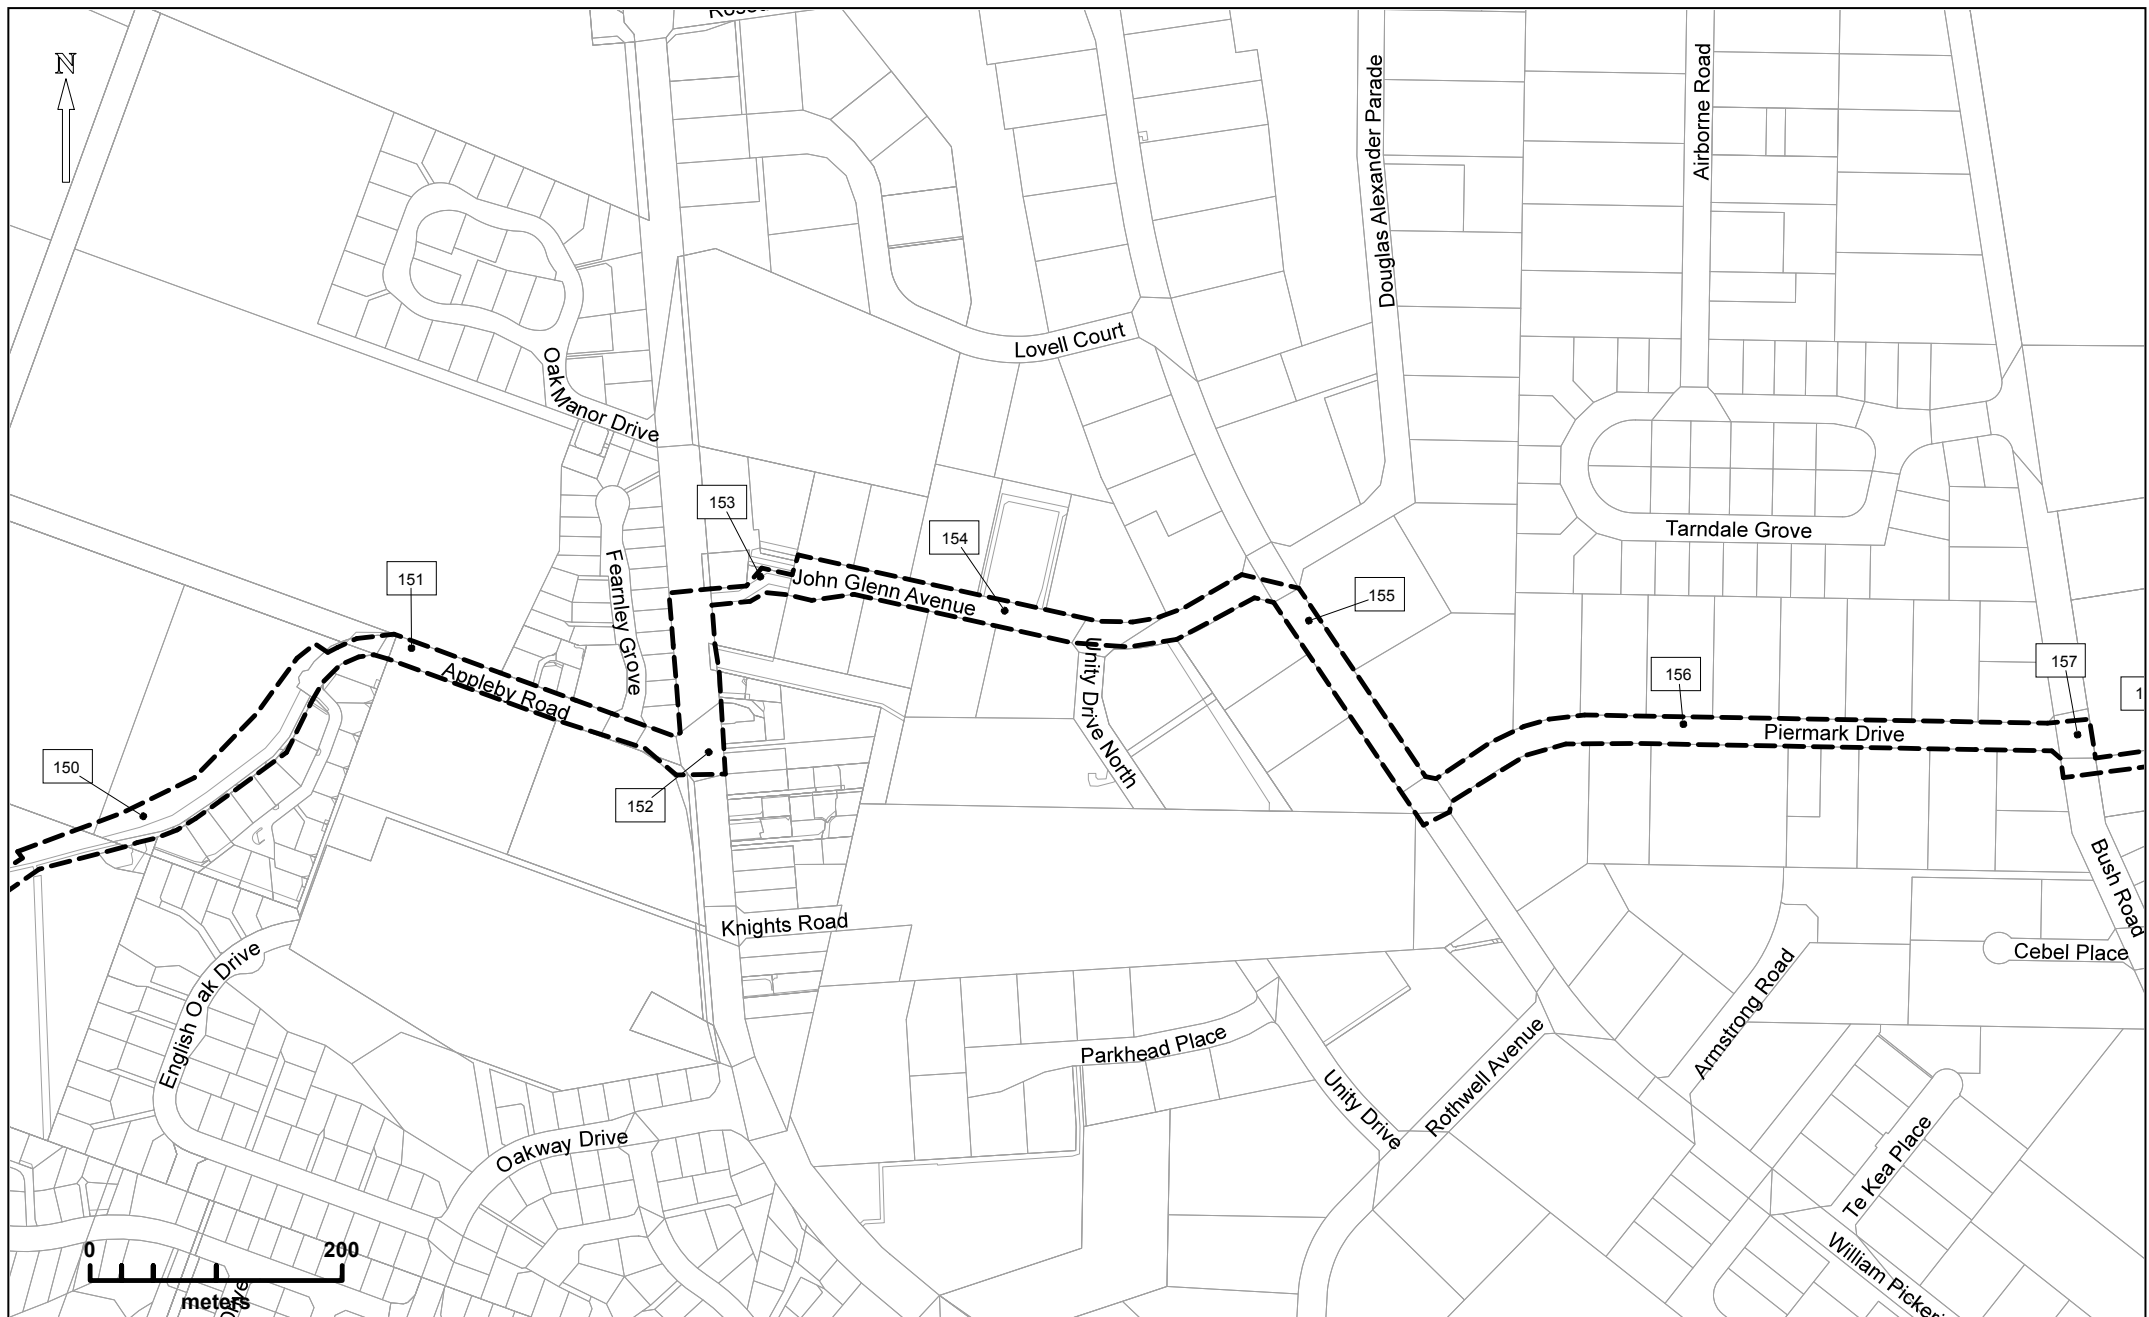 N
Douglas Alexander Parade
Airborne Road
Lovell Court
Oak Manor Drive
153
154
Tarndale Grove
151
John Glenn Avenue
155
Fearnley Grove
Appleby Road
Unity Drive North
156
157
Piermark Drive
150
152
Bush Road
Knights Road
Cebel Place
English Oak Drive
Armstrong Road
Parkhead Place
Rothwell Avenue
Unity Drive
Oakway Drive
Te Kea Place
0 200
meters
William